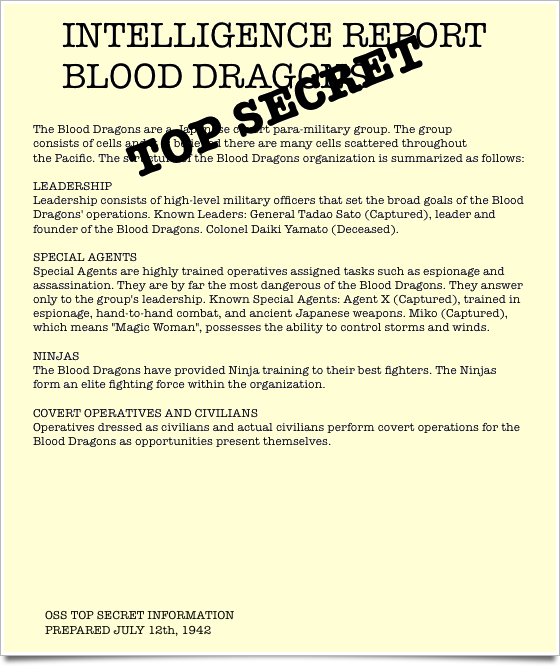 INTELLIGENCE REPORT
BLOOD DRAGONS
TOP SECRET
The Blood Dragons are a Japanese covert para-military group. The group
consists of cells and it is believed there are many cells scattered throughout
the Pacific. The structure of the Blood Dragons organization is summarized as follows:
LEADERSHIP
Leadership consists of high-level military officers that set the broad goals of the Blood
Dragons' operations. Known Leaders: General Tadao Sato (Captured), leader and
founder of the Blood Dragons. Colonel Daiki Yamato (Deceased).
SPECIAL AGENTS
Special Agents are highly trained operatives assigned tasks such as espionage and
assassination. They are by far the most dangerous of the Blood Dragons. They answer
only to the group's leadership. Known Special Agents: Agent X (Captured), trained in
espionage, hand-to-hand combat, and ancient Japanese weapons. Miko (Captured),
which means "Magic Woman", possesses the ability to control storms and winds.
NINJAS
The Blood Dragons have provided Ninja training to their best fighters. The Ninjas
form an elite fighting force within the organization.
COVERT OPERATIVES AND CIVILIANS
Operatives dressed as civilians and actual civilians perform covert operations for the
Blood Dragons as opportunities present themselves.
OSS TOP SECRET INFORMATION
PREPARED JULY 12th, 1942